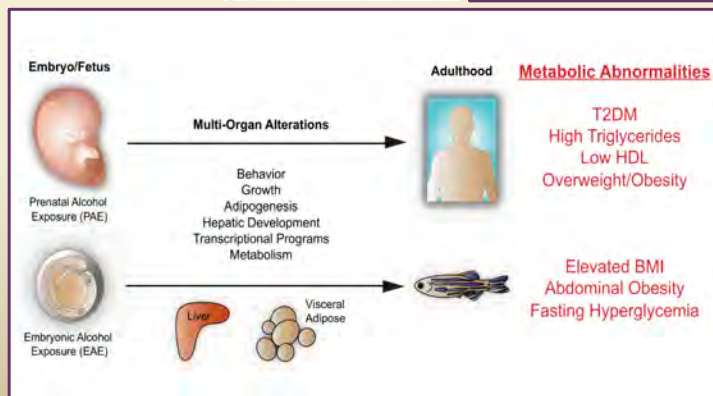 Embryo/Fetus
Adulthood
Metabolic Abnormalities
Multi-Organ Alterations
T2DM
High Triglycerides
Low HDL
Overweight/Obesity
Prenatal Alcohol
Exposure (PAE)
Behavior
Growth
Adipogenesis
Hepatic Development
Transcriptional Programs
Metabolism
Elevated BMI
Abdominal Obesity
Fasting Hyperglycemia
Embryonic Alcohol
Exposure (EAE)
Liver
Visceral
Adipose